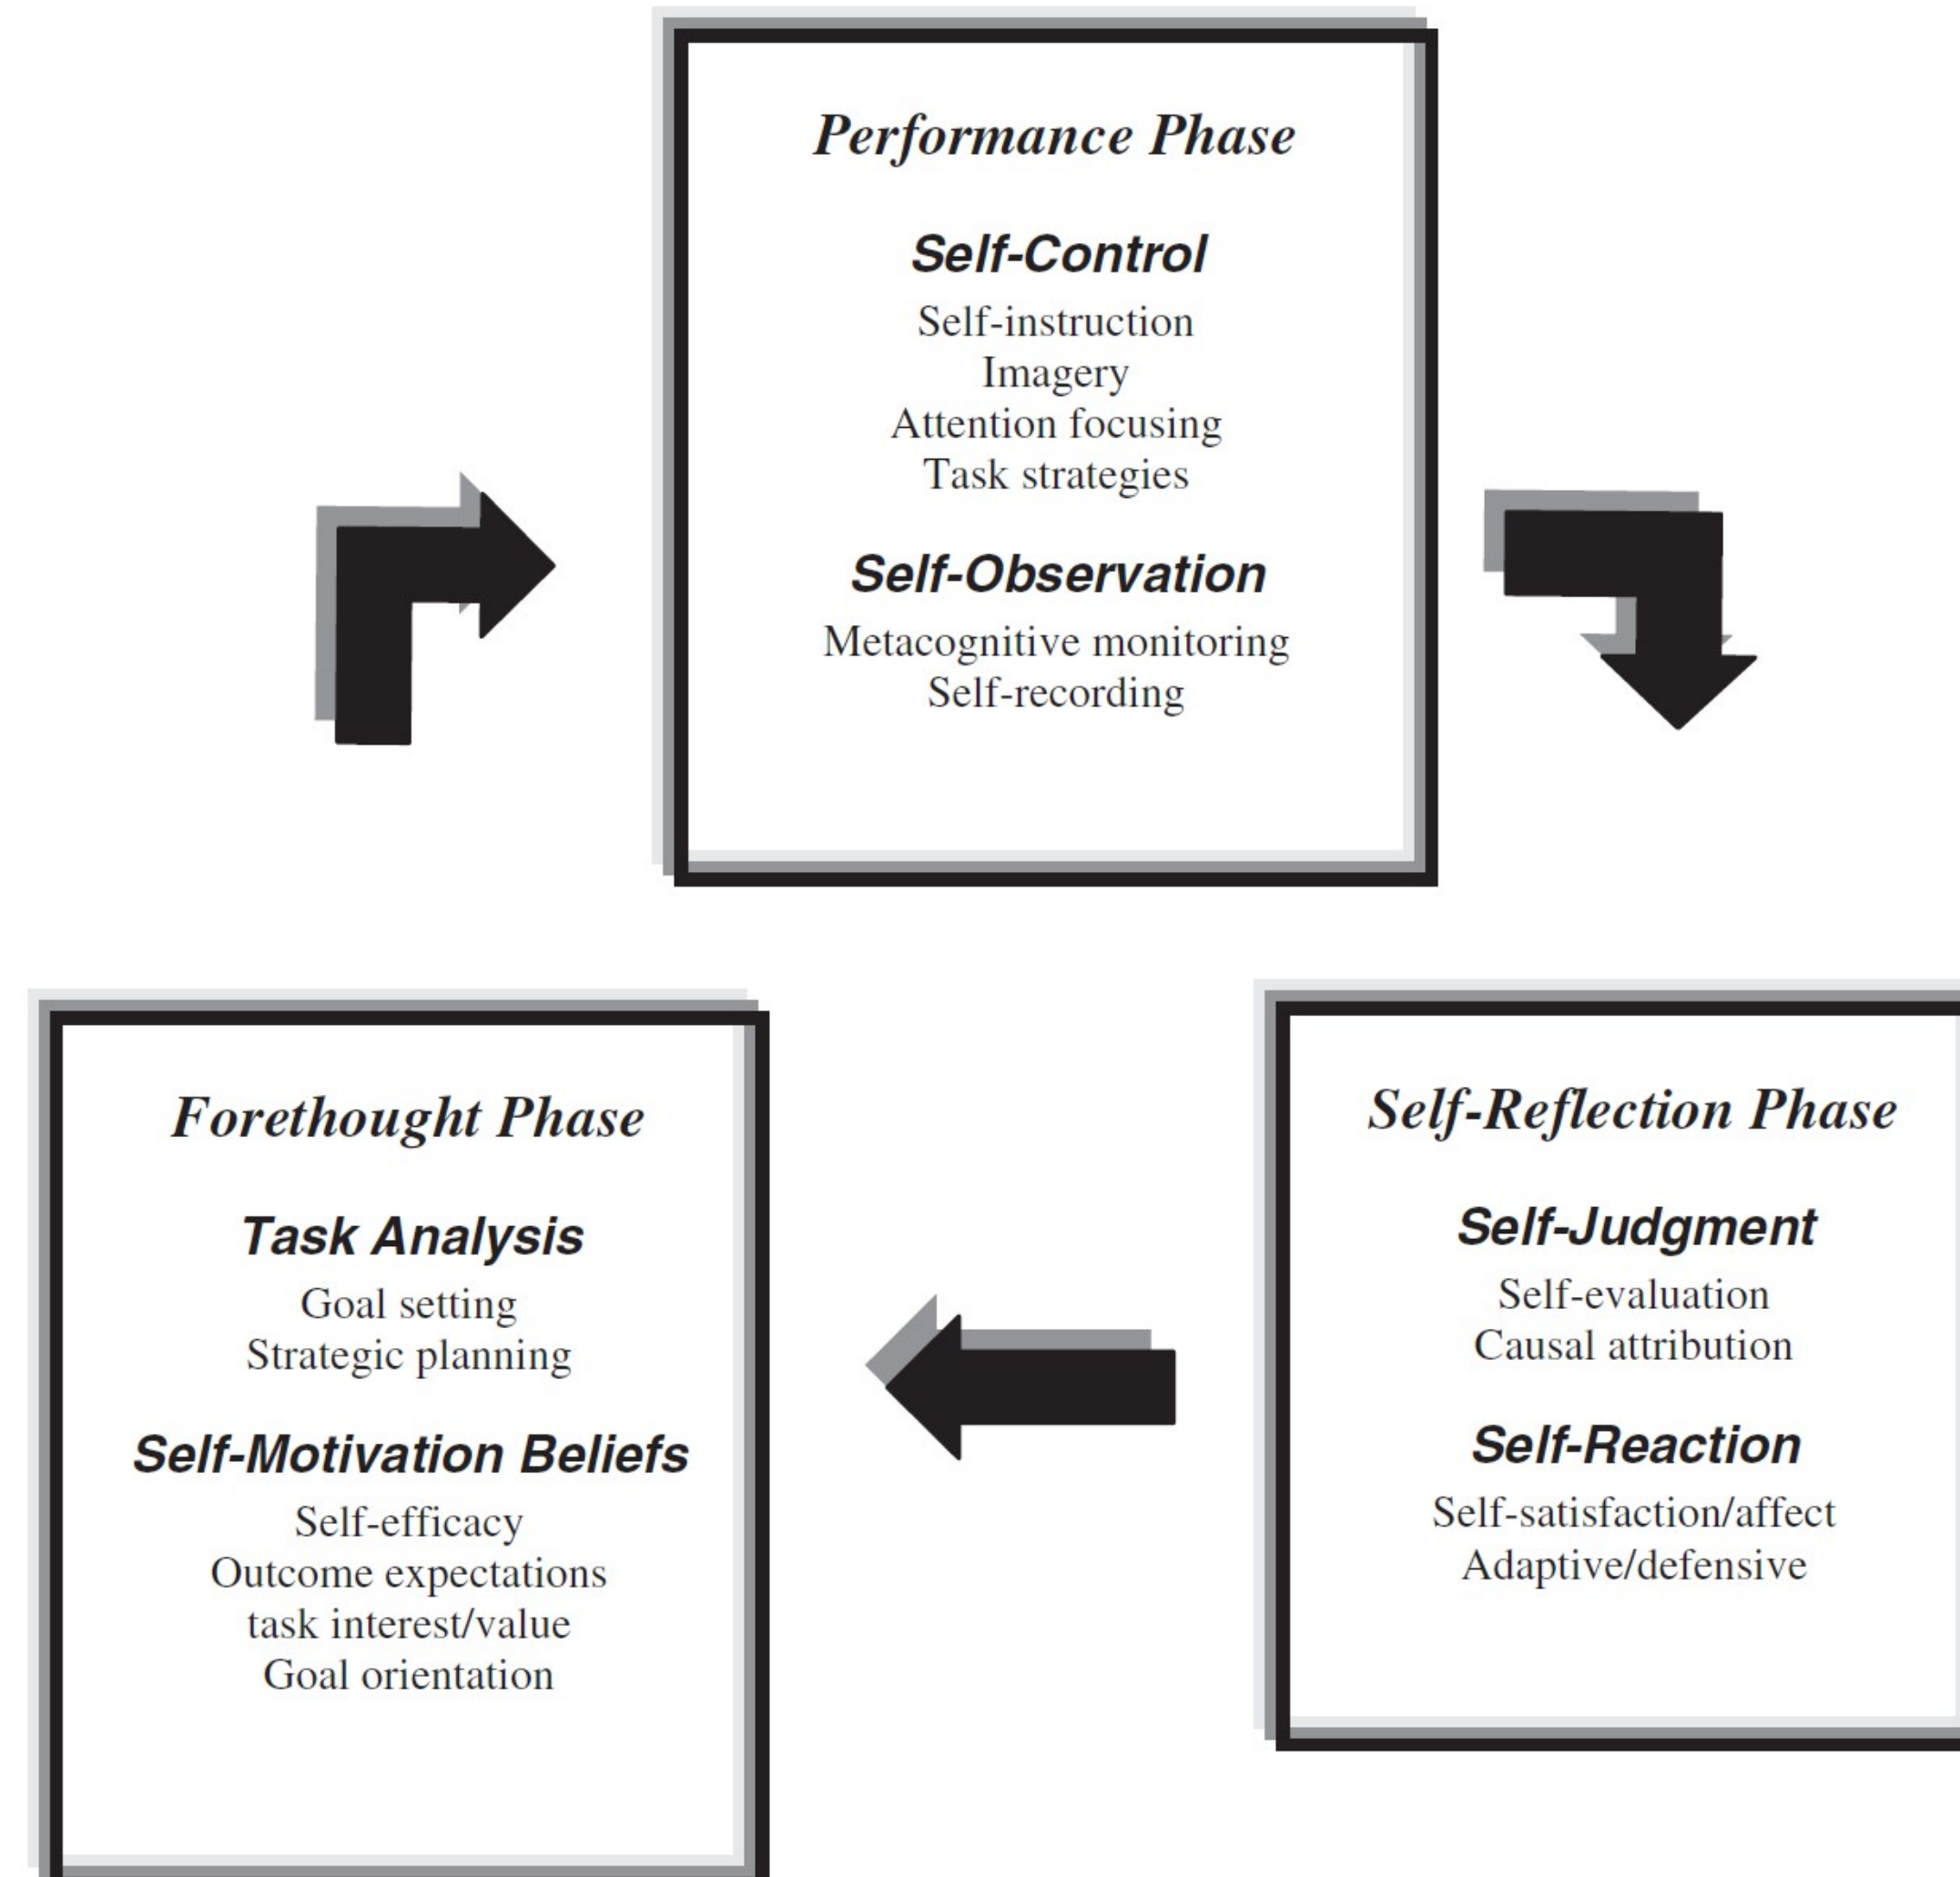 Performance Phase
Self-Control
Self-instruction
Imagery
Attention focusing
Task strategies
Self-Observation
Metacognitive monitoring
Self-recording
Forethought Phase
Task Analysis
Goal setting
Strategic planning
Self-Motivation Beliefs
Self-efficacy
Outcome expectations
task interest/value
Goal orientation
Self-Reflection Phase
Self-Judgment
Self-evaluation
Causal attribution
Self-Reaction
Self-satisfaction/affect
Adaptive/defensive